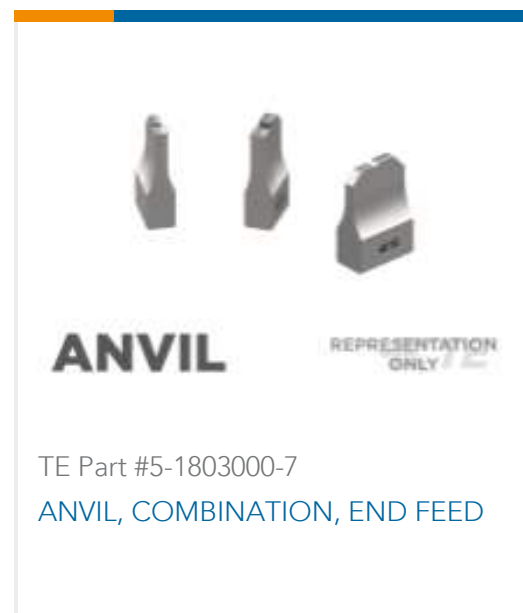 ANVIL
REPRESENTATION
ONLY
TE Part #5-1803000-7
ANVIL, COMBINATION, END FEED